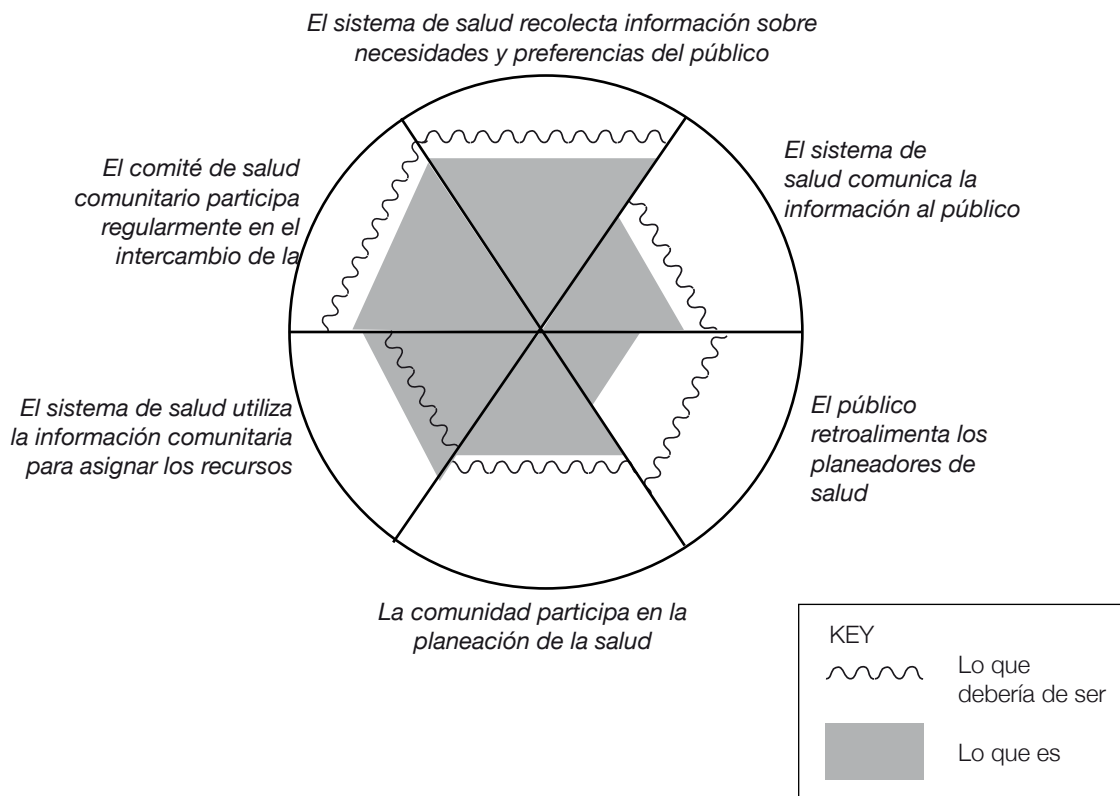 El sistema de salud recolecta información sobre
necesidades y preferencias del público
El sistema de
salud comunica la
información al público
El comité de salud
comunitario participa
regularmente en el
intercambio de la
El sistema de salud utiliza
la información comunitaria
para asignar los recursos
El público
retroalimenta los
planeadores de
salud
La comunidad participa en la
planeación de la salud
KEY
Lo que
debería de ser
Lo que es